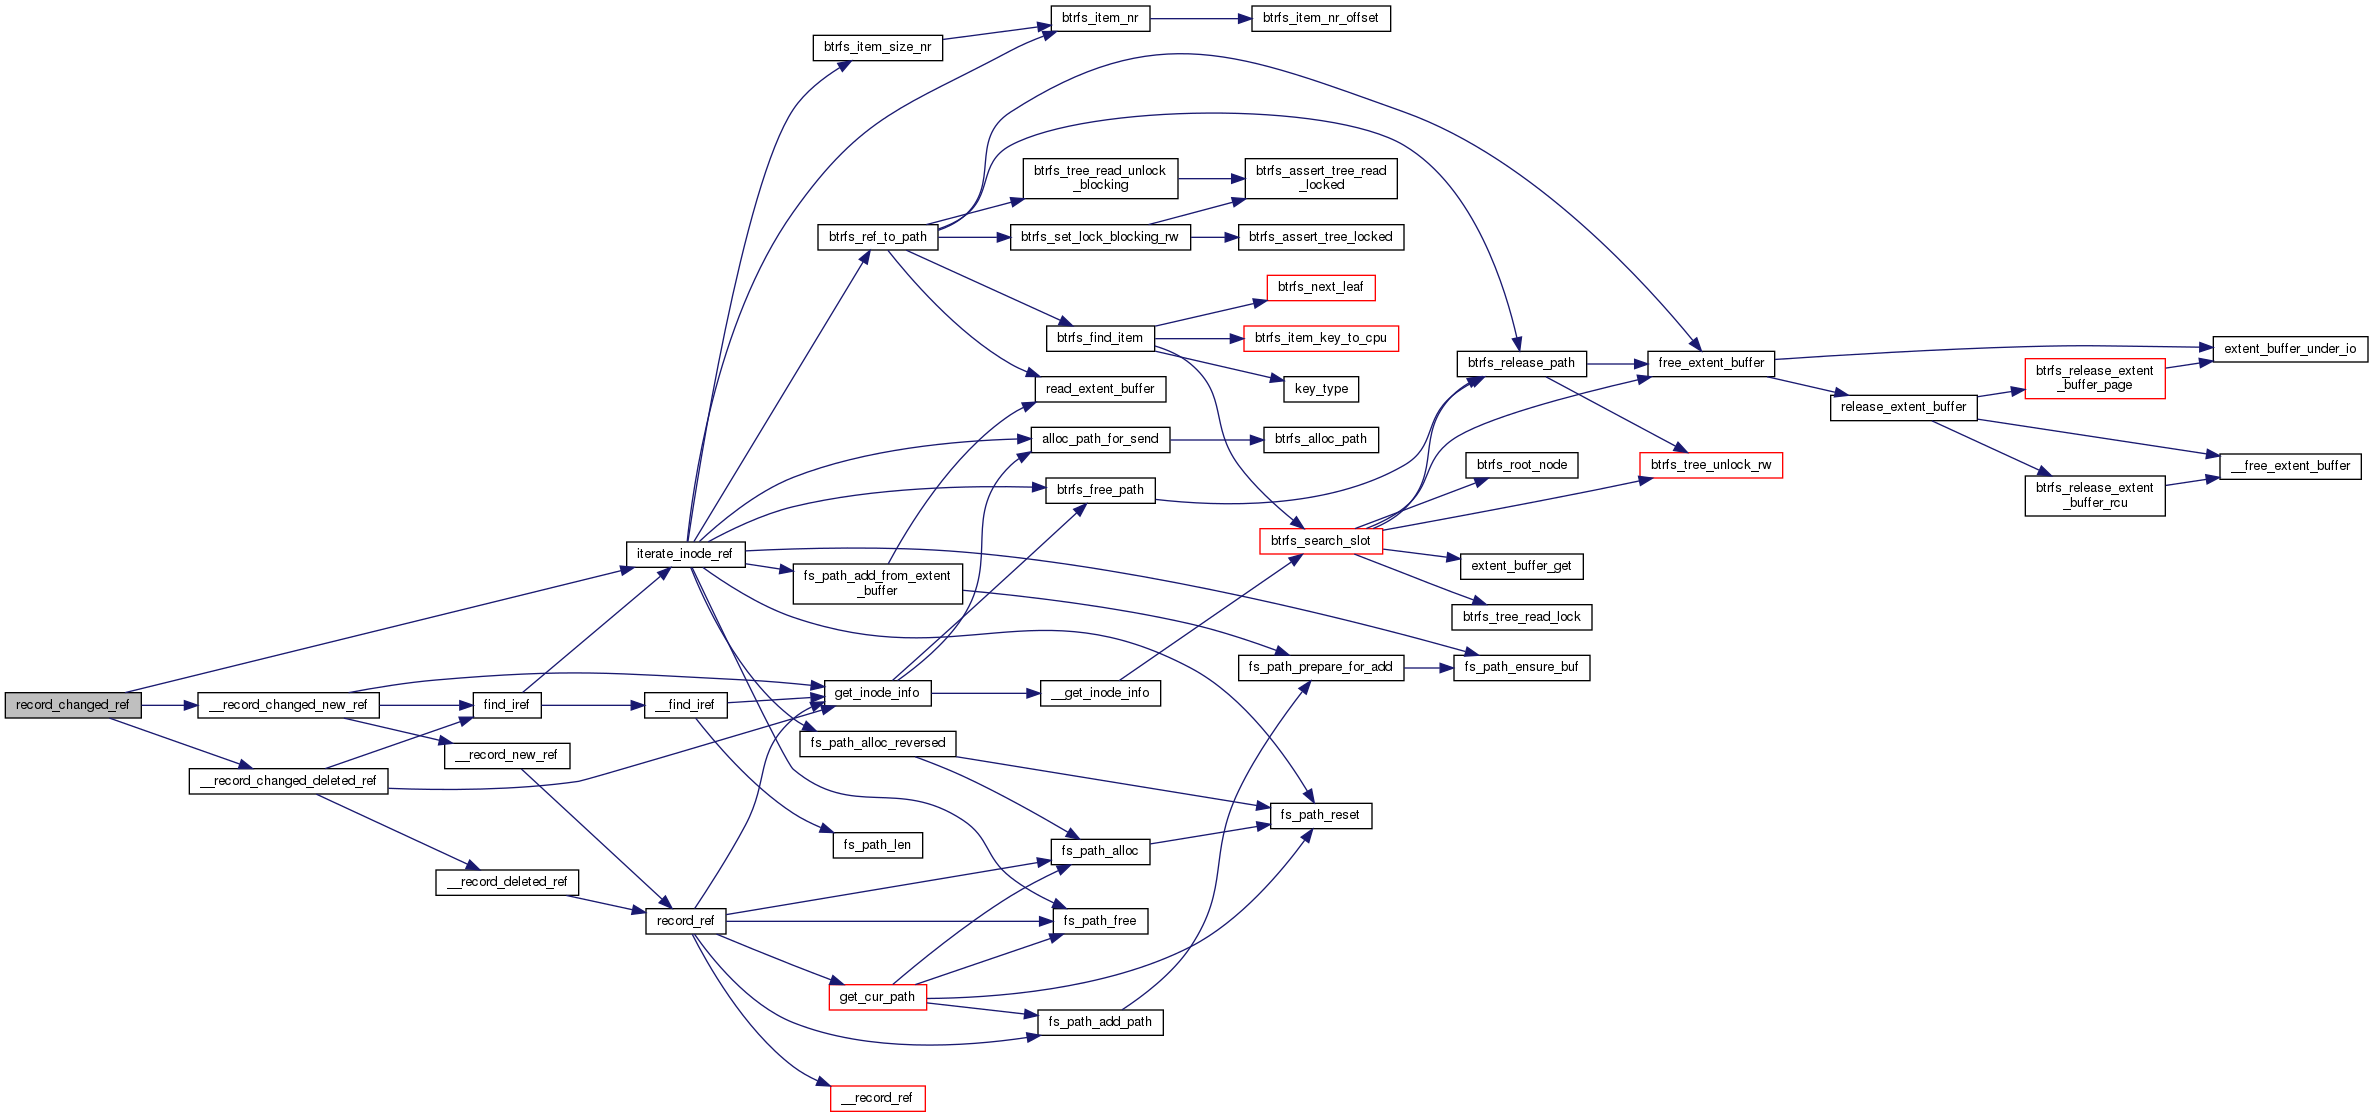 btrfs_item_nr
btrfs_item_nr_offset
btrfs_item_size_nr
btrfs_tree_read_unlock
_blocking
btrfs_assert_tree_read
_locked
btrfs_ref_to_path
btrfs_set_lock_blocking_rw
btrfs_assert_tree_locked
btrfs_next_leaf
btrfs_find_item
btrfs_item_key_to_cpu
extent_buffer_under_io
btrfs_release_path
free_extent_buffer
btrfs_release_extent
_buffer_page
read_extent_buffer
key_type
release_extent_buffer
alloc_path_for_send
btrfs_alloc_path
btrfs_root_node
btrfs_tree_unlock_rw
__free_extent_buffer
btrfs_free_path
btrfs_release_extent
_buffer_rcu
iterate_inode_ref
btrfs_search_slot
fs_path_add_from_extent
_buffer
extent_buffer_get
btrfs_tree_read_lock
fs_path_prepare_for_add
fs_path_ensure_buf
get_inode_info
__get_inode_info
record_changed_ref
__record_changed_new_ref
find_iref
__find_iref
fs_path_alloc_reversed
__record_new_ref
__record_changed_deleted_ref
fs_path_reset
fs_path_len
fs_path_alloc
__record_deleted_ref
record_ref
fs_path_free
get_cur_path
fs_path_add_path
__record_ref